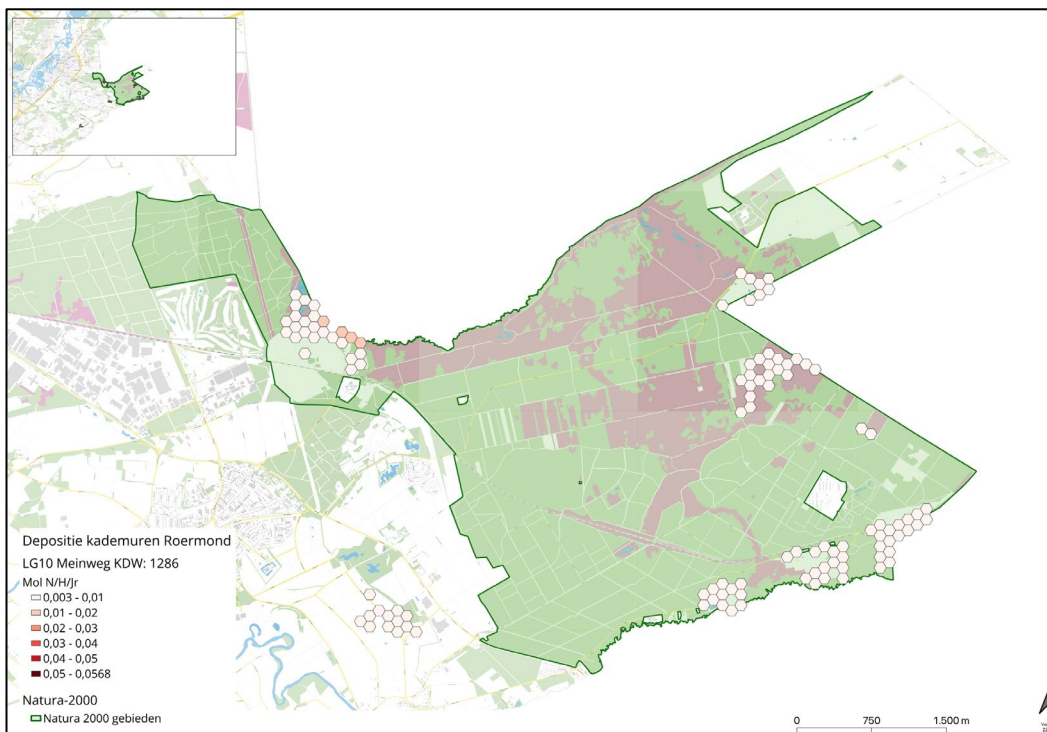 Depositie kademuren Roermond
LG10 Meinweg KDW: 1286
Mol N/H/Jr
0,003 - 0,01
0,01 - 0,02
0,02 - 0,03
0,03 - 0,04
0,04 - 0,05
0,05 - 0,0568
Natura-2000
Natura 2000 gebieden
0 750 1.500 m